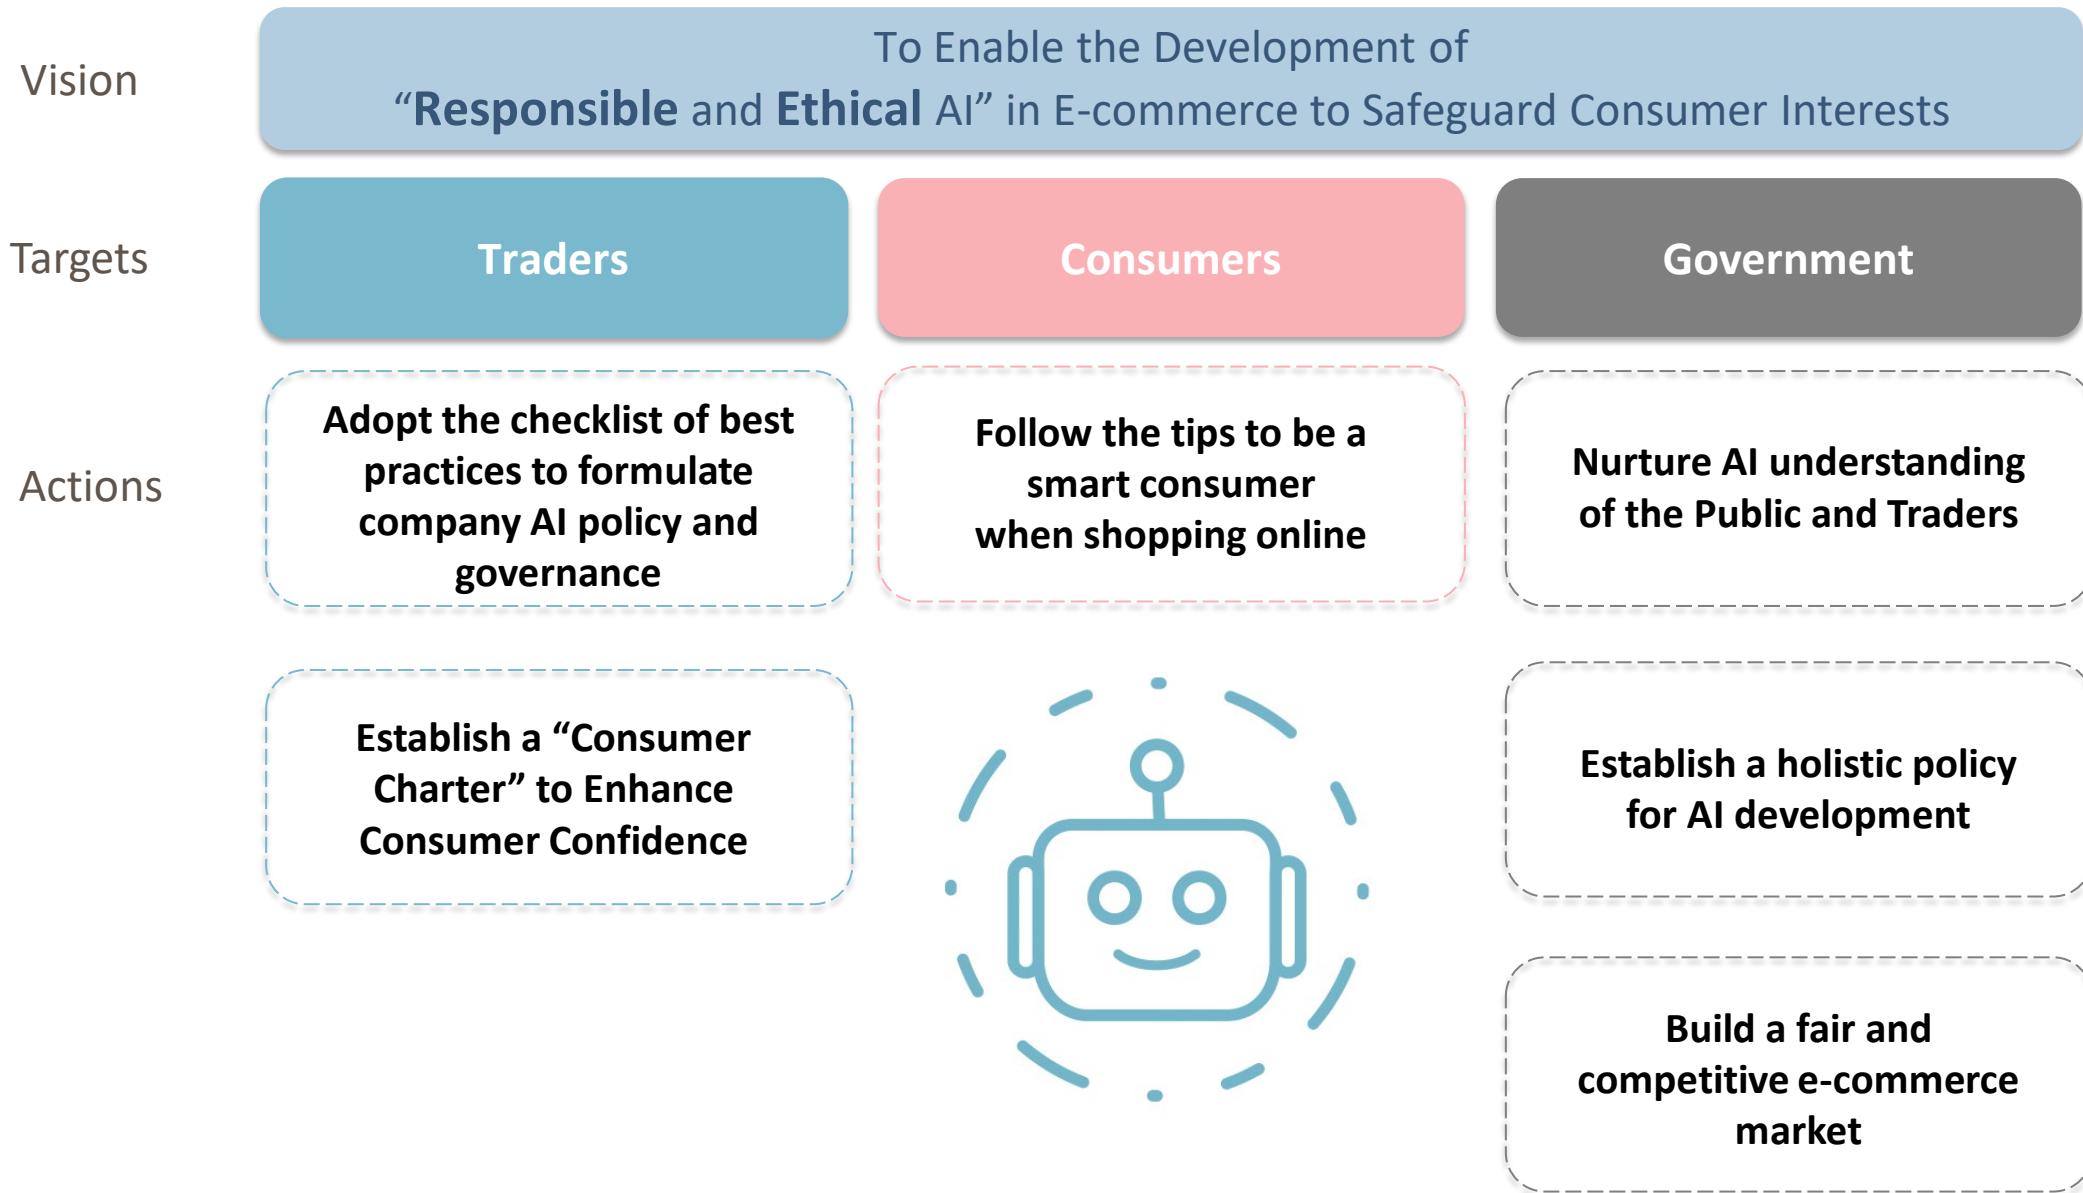 Vision
To Enable the Development of
“Responsible and Ethical AI” in E-commerce to Safeguard Consumer Interests
Targets
Traders
Consumers
Government
Actions
Adopt the checklist of best
practices to formulate
company AI policy and
governance
Follow the tips to be a
smart consumer
when shopping online
Nurture AI understanding
of the Public and Traders
Establish a “Consumer
Charter” to Enhance
Consumer Confidence
Establish a holistic policy
for AI development
Build a fair and
competitive e-commerce
market